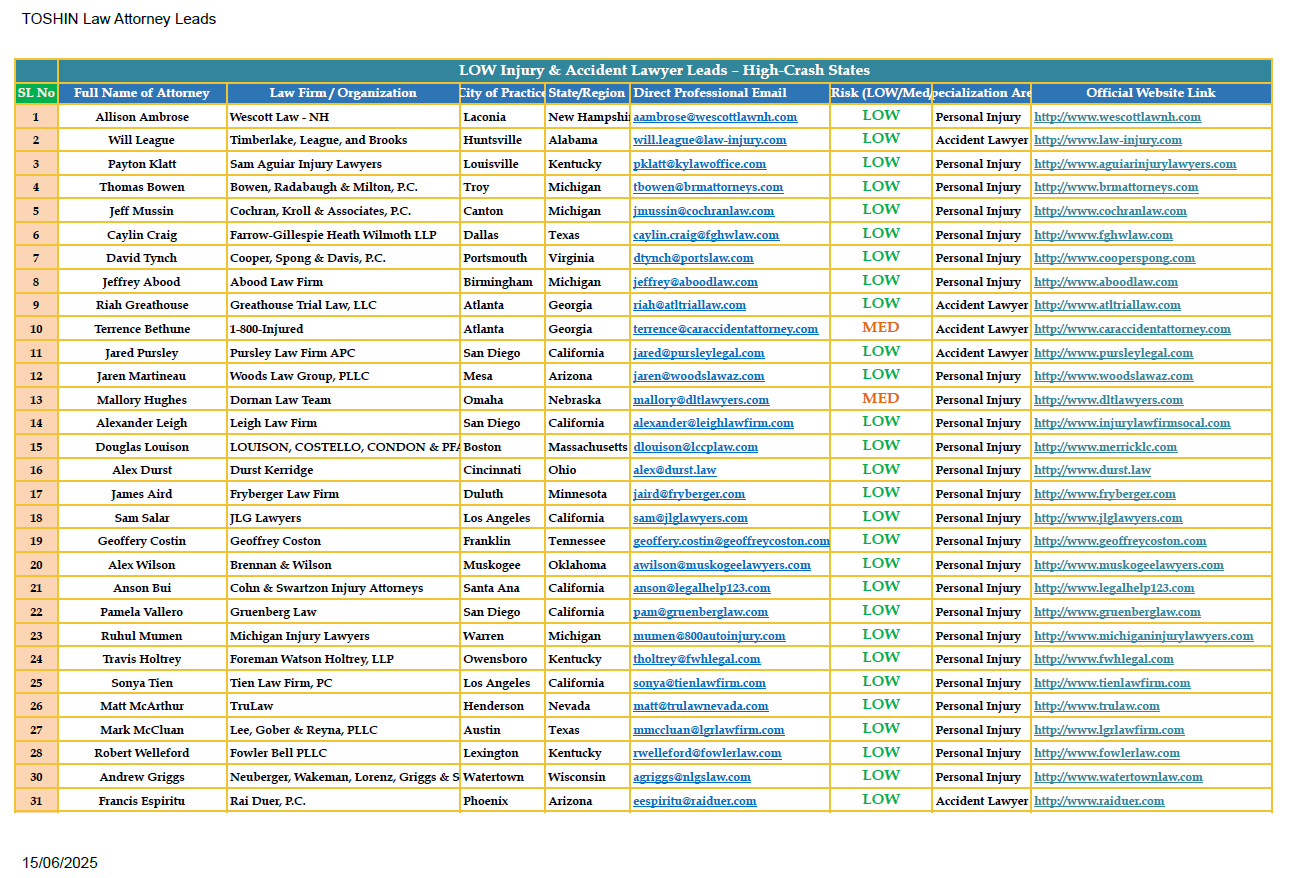 TOSHIN Law Attorney Leads
LOW Injury & Accident Lawyer Leads – High-Crash States
SL No Full Name of Attorney Law Firm / Organization City of Practice State/Region Direct Professional Email Risk (LOW/Med/ pecialization Are Official Website Link
1 Allison Ambrose Wescott Law - NH Laconia New Hampshi aambrose@wescottlawnh.com LOW Personal Injury http://www.wescottlawnh.com
2 Will League Timberlake, League, and Brooks Huntsville Alabama will.league@law-injury.com LOW Accident Lawyer http://www.law-injury.com
3 Payton Klatt Sam Aguiar Injury Lawyers Louisville Kentucky pklatt@kylawoffice.com LOW Personal Injury http://www.aguiarinjurylawyers.com
4 Thomas Bowen Bowen, Radabaugh & Milton, P.C. Troy Michigan tbowen@brmattorneys.com LOW Personal Injury http://www.brmattorneys.com
5 Jeff Mussin Cochran, Kroll & Associates, P.C. Canton Michigan jmussin@cochranlaw.com LOW Personal Injury http://www.cochranlaw.com
6 Caylin Craig Farrow-Gillespie Heath Wilmoth LLP Dallas Texas caylin.craig@fghwlaw.com LOW Personal Injury http://www.fghwlaw.com
7 David Tynch Cooper, Spong & Davis, P.C. Portsmouth Virginia dtynch@portslaw.com LOW Personal Injury http://www.cooperspong.com
8 Jeffrey Abood Abood Law Firm Birmingham Michigan jeffrey@aboodlaw.com LOW Personal Injury http://www.aboodlaw.com
9 Riah Greathouse Greathouse Trial Law, LLC Atlanta Georgia riah@atltriallaw.com LOW Accident Lawyer http://www.atltriallaw.com
10 Terrence Bethune 1-800-Injured Atlanta Georgia terrence@caraccidentattorney.com MED Accident Lawyer http://www.caraccidentattorney.com
11 Jared Pursley Pursley Law Firm APC San Diego California jared@pursleylegal.com LOW Accident Lawyer http://www.pursleylegal.com
12 Jaren Martineau Woods Law Group, PLLC Mesa Arizona jaren@woodslawaz.com LOW Personal Injury http://www.woodslawaz.com
13 Mallory Hughes Dornan Law Team Omaha Nebraska mallory@dltlawyers.com MED Personal Injury http://www.dltlawyers.com
14 Alexander Leigh Leigh Law Firm San Diego California alexander@leighlawfirm.com LOW Personal Injury http://www.injurylawfirmsocal.com
15 Douglas Louison LOUISON, COSTELLO, CONDON & PFA Boston Massachusetts dlouison@lccplaw.com LOW Personal Injury http://www.merricklc.com
16 Alex Durst Durst Kerridge Cincinnati Ohio alex@durst.law LOW Personal Injury http://www.durst.law
17 James Aird Fryberger Law Firm Duluth Minnesota jaird@fryberger.com LOW Personal Injury http://www.fryberger.com
18 Sam Salar JLG Lawyers Los Angeles California sam@jlglawyers.com LOW Personal Injury http://www.jlglawyers.com
19 Geoffery Costin Geoffrey Coston Franklin Tennessee geoffery.costin@geoffreycoston.com LOW Personal Injury http://www.geoffreycoston.com
20 Alex Wilson Brennan & Wilson Muskogee Oklahoma awilson@muskogeelawyers.com LOW Personal Injury http://www.muskogeelawyers.com
21 Anson Bui Cohn & Swartzon Injury Attorneys Santa Ana California anson@legalhelp123.com LOW Personal Injury http://www.legalhelp123.com
22 Pamela Vallero Gruenberg Law San Diego California pam@gruenberglaw.com LOW Personal Injury http://www.gruenberglaw.com
23 Ruhul Mumen Michigan Injury Lawyers Warren Michigan mumen@800autoinjury.com LOW Personal Injury http://www.michiganinjurylawyers.com
24 Travis Holtrey Foreman Watson Holtrey, LLP Owensboro Kentucky tholtrey@fwhlegal.com LOW Personal Injury http://www.fwhlegal.com
25 Sonya Tien Tien Law Firm, PC Los Angeles California sonya@tienlawfirm.com LOW Personal Injury http://www.tienlawfirm.com
26 Matt McArthur TruLaw Henderson Nevada matt@trulawnevada.com LOW Personal Injury http://www.trulaw.com
27 Mark McCluan Lee, Gober & Reyna, PLLC Austin Texas mmccluan@lgrlawfirm.com LOW Personal Injury http://www.lgrlawfirm.com
28 Robert Welleford Fowler Bell PLLC Lexington Kentucky rwelleford@fowlerlaw.com LOW Personal Injury http://www.fowlerlaw.com
30 Andrew Griggs Neuberger, Wakeman, Lorenz, Griggs & S Watertown Wisconsin agriggs@nlgslaw.com LOW Personal Injury http://www.watertownlaw.com
31 Francis Espiritu Rai Duer, P.C. Phoenix Arizona eespiritu@raiduer.com LOW Accident Lawyer http://www.raiduer.com
15/06/2025